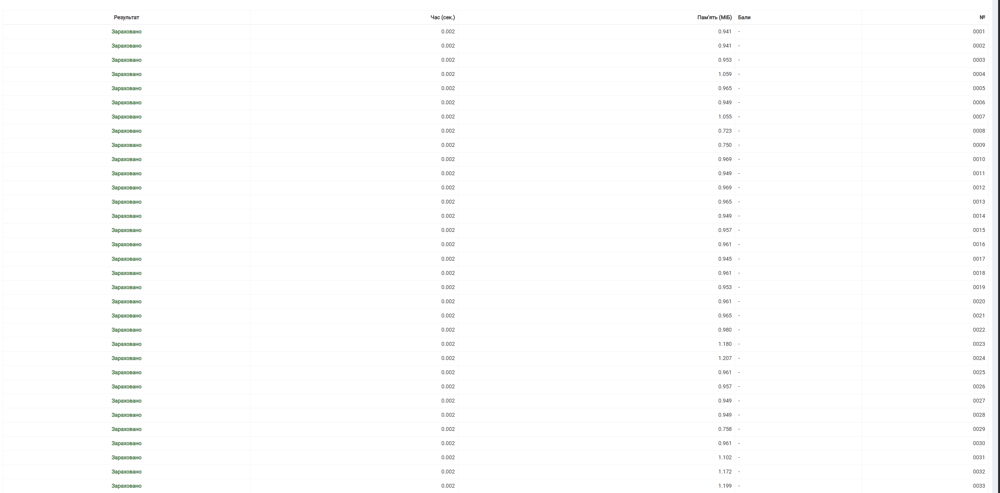 Результат Час (сек.) Пам'ять (МіБ) Бали №
Зараховано 0.002 0.941 - 0001
Зараховано 0.002 0.941 - 0002
Зараховано 0.002 0.953 - 0003
Зараховано 0.002 1.059 - 0004
Зараховано 0.002 0.965 - 0005
Зараховано 0.002 0.949 - 0006
Зараховано 0.002 1.055 - 0007
Зараховано 0.002 0.723 - 0008
Зараховано 0.002 0.750 - 0009
Зараховано 0.002 0.969 - 0010
Зараховано 0.002 0.949 - 0011
Зараховано 0.002 0.969 - 0012
Зараховано 0.002 0.965 - 0013
Зараховано 0.002 0.949 - 0014
Зараховано 0.002 0.957 - 0015
Зараховано 0.002 0.961 - 0016
Зараховано 0.002 0.945 - 0017
Зараховано 0.002 0.961 - 0018
Зараховано 0.002 0.953 - 0019
Зараховано 0.002 0.961 - 0020
Зараховано 0.002 0.965 - 0021
Зараховано 0.002 0.980 - 0022
Зараховано 0.002 1.180 - 0023
Зараховано 0.002 1.207 - 0024
Зараховано 0.002 0.961 - 0025
Зараховано 0.002 0.957 - 0026
Зараховано 0.002 0.949 - 0027
Зараховано 0.002 0.949 - 0028
Зараховано 0.002 0.758 - 0029
Зараховано 0.002 0.961 - 0030
Зараховано 0.002 1.102 - 0031
Зараховано 0.002 1.172 - 0032
Зараховано 0.002 1.199 - 0033